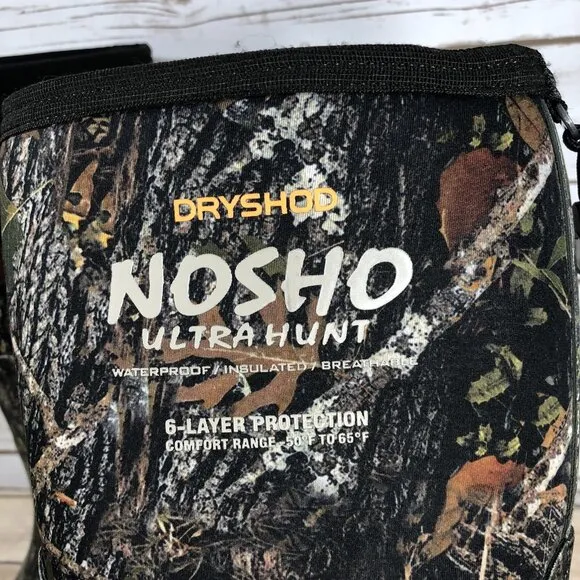 DRYSHOD
NOSHO
ULTRA HUNT
WATERPROOF / INSULATED / BREATHABLE
6-LAYER PROTECTION
COMFORT RANGE -50°F TO 65°F